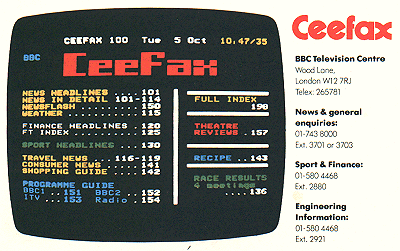 CEEFAX 100 Tue 5 Oct 10:47/35
BBC
CEEFAX
NEWS HEADLINES ... 101
NEWS IN DETAIL 101-114
NEWSFLASH ........ 150
WEATHER .......... 115
FINANCE HEADLINES .. 120
FT INDEX ......... 125
SPORT HEADLINES ... 130
TRAVEL NEWS .. 116-119
CONSUMER NEWS ... 141
SHOPPING GUIDE .. 142
PROGRAMME GUIDE
BBC1 .. 151 BBC2 .. 152
ITV .. 153 Radio .. 154
FULL INDEX
198
THEATRE
REVIEWS .. 157
RECIPE .. 143
RACE RESULTS
4 meetings
... 136
Ceefax
BBC Television Centre
Wood Lane,
London W12 7RJ
Telex: 265781
News & general
enquiries:
01-743 8000
Ext. 3701 or 3703
Sport & Finance:
01-580 4468
Ext. 2880
Engineering
Information:
01-580 4468
Ext. 2921